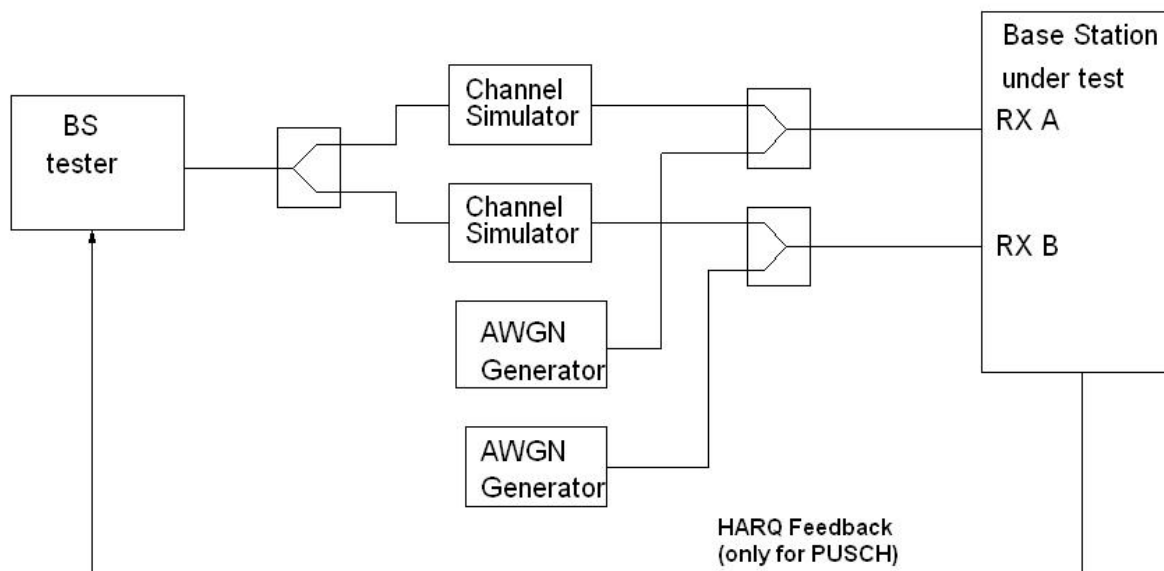 Base Station
under test
RX A
RX B
BS
tester
Channel
Simulator
Channel
Simulator
AWGN
Generator
AWGN
Generator
HARQ Feedback
(only for PUSCH)